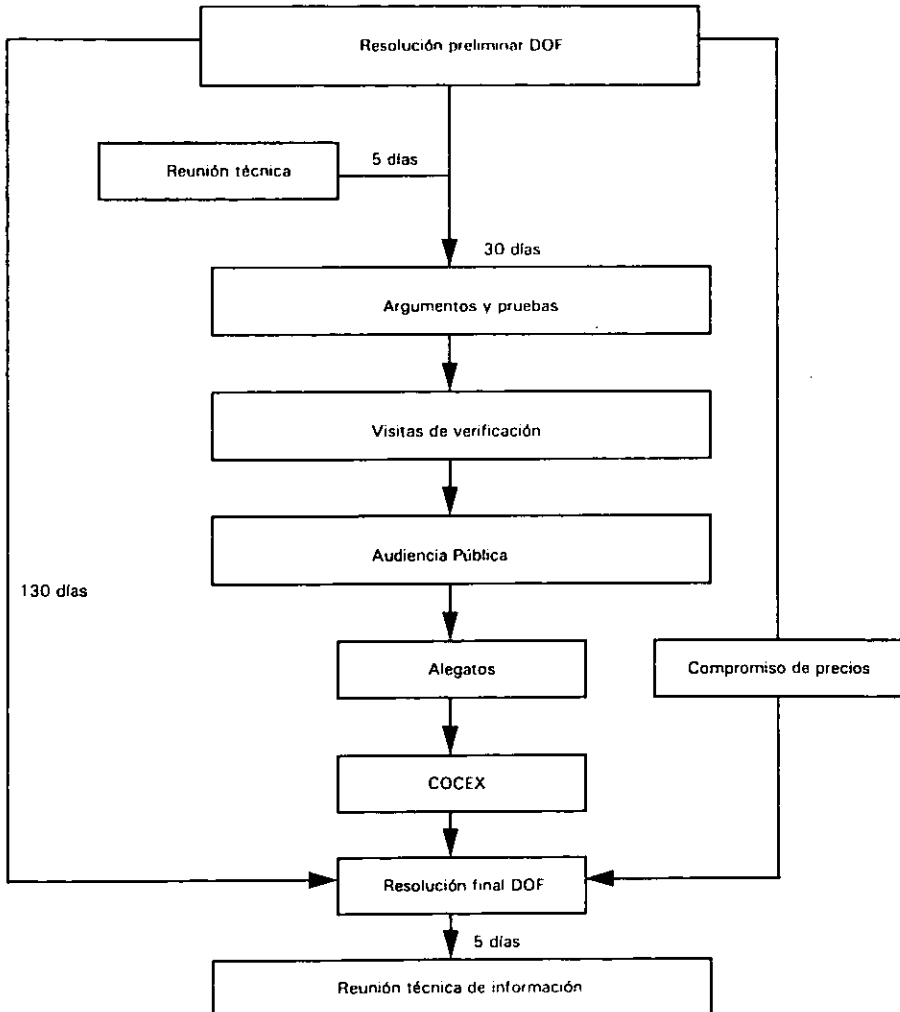 Resolución preliminar DOF
Reunión técnica
5 días
30 días
Argumentos y pruebas
Visitas de verificación
Audiencia Pública
130 días
Alegatos
Compromiso de precios
COCEX
Resolución final DOF
5 días
Reunión técnica de información